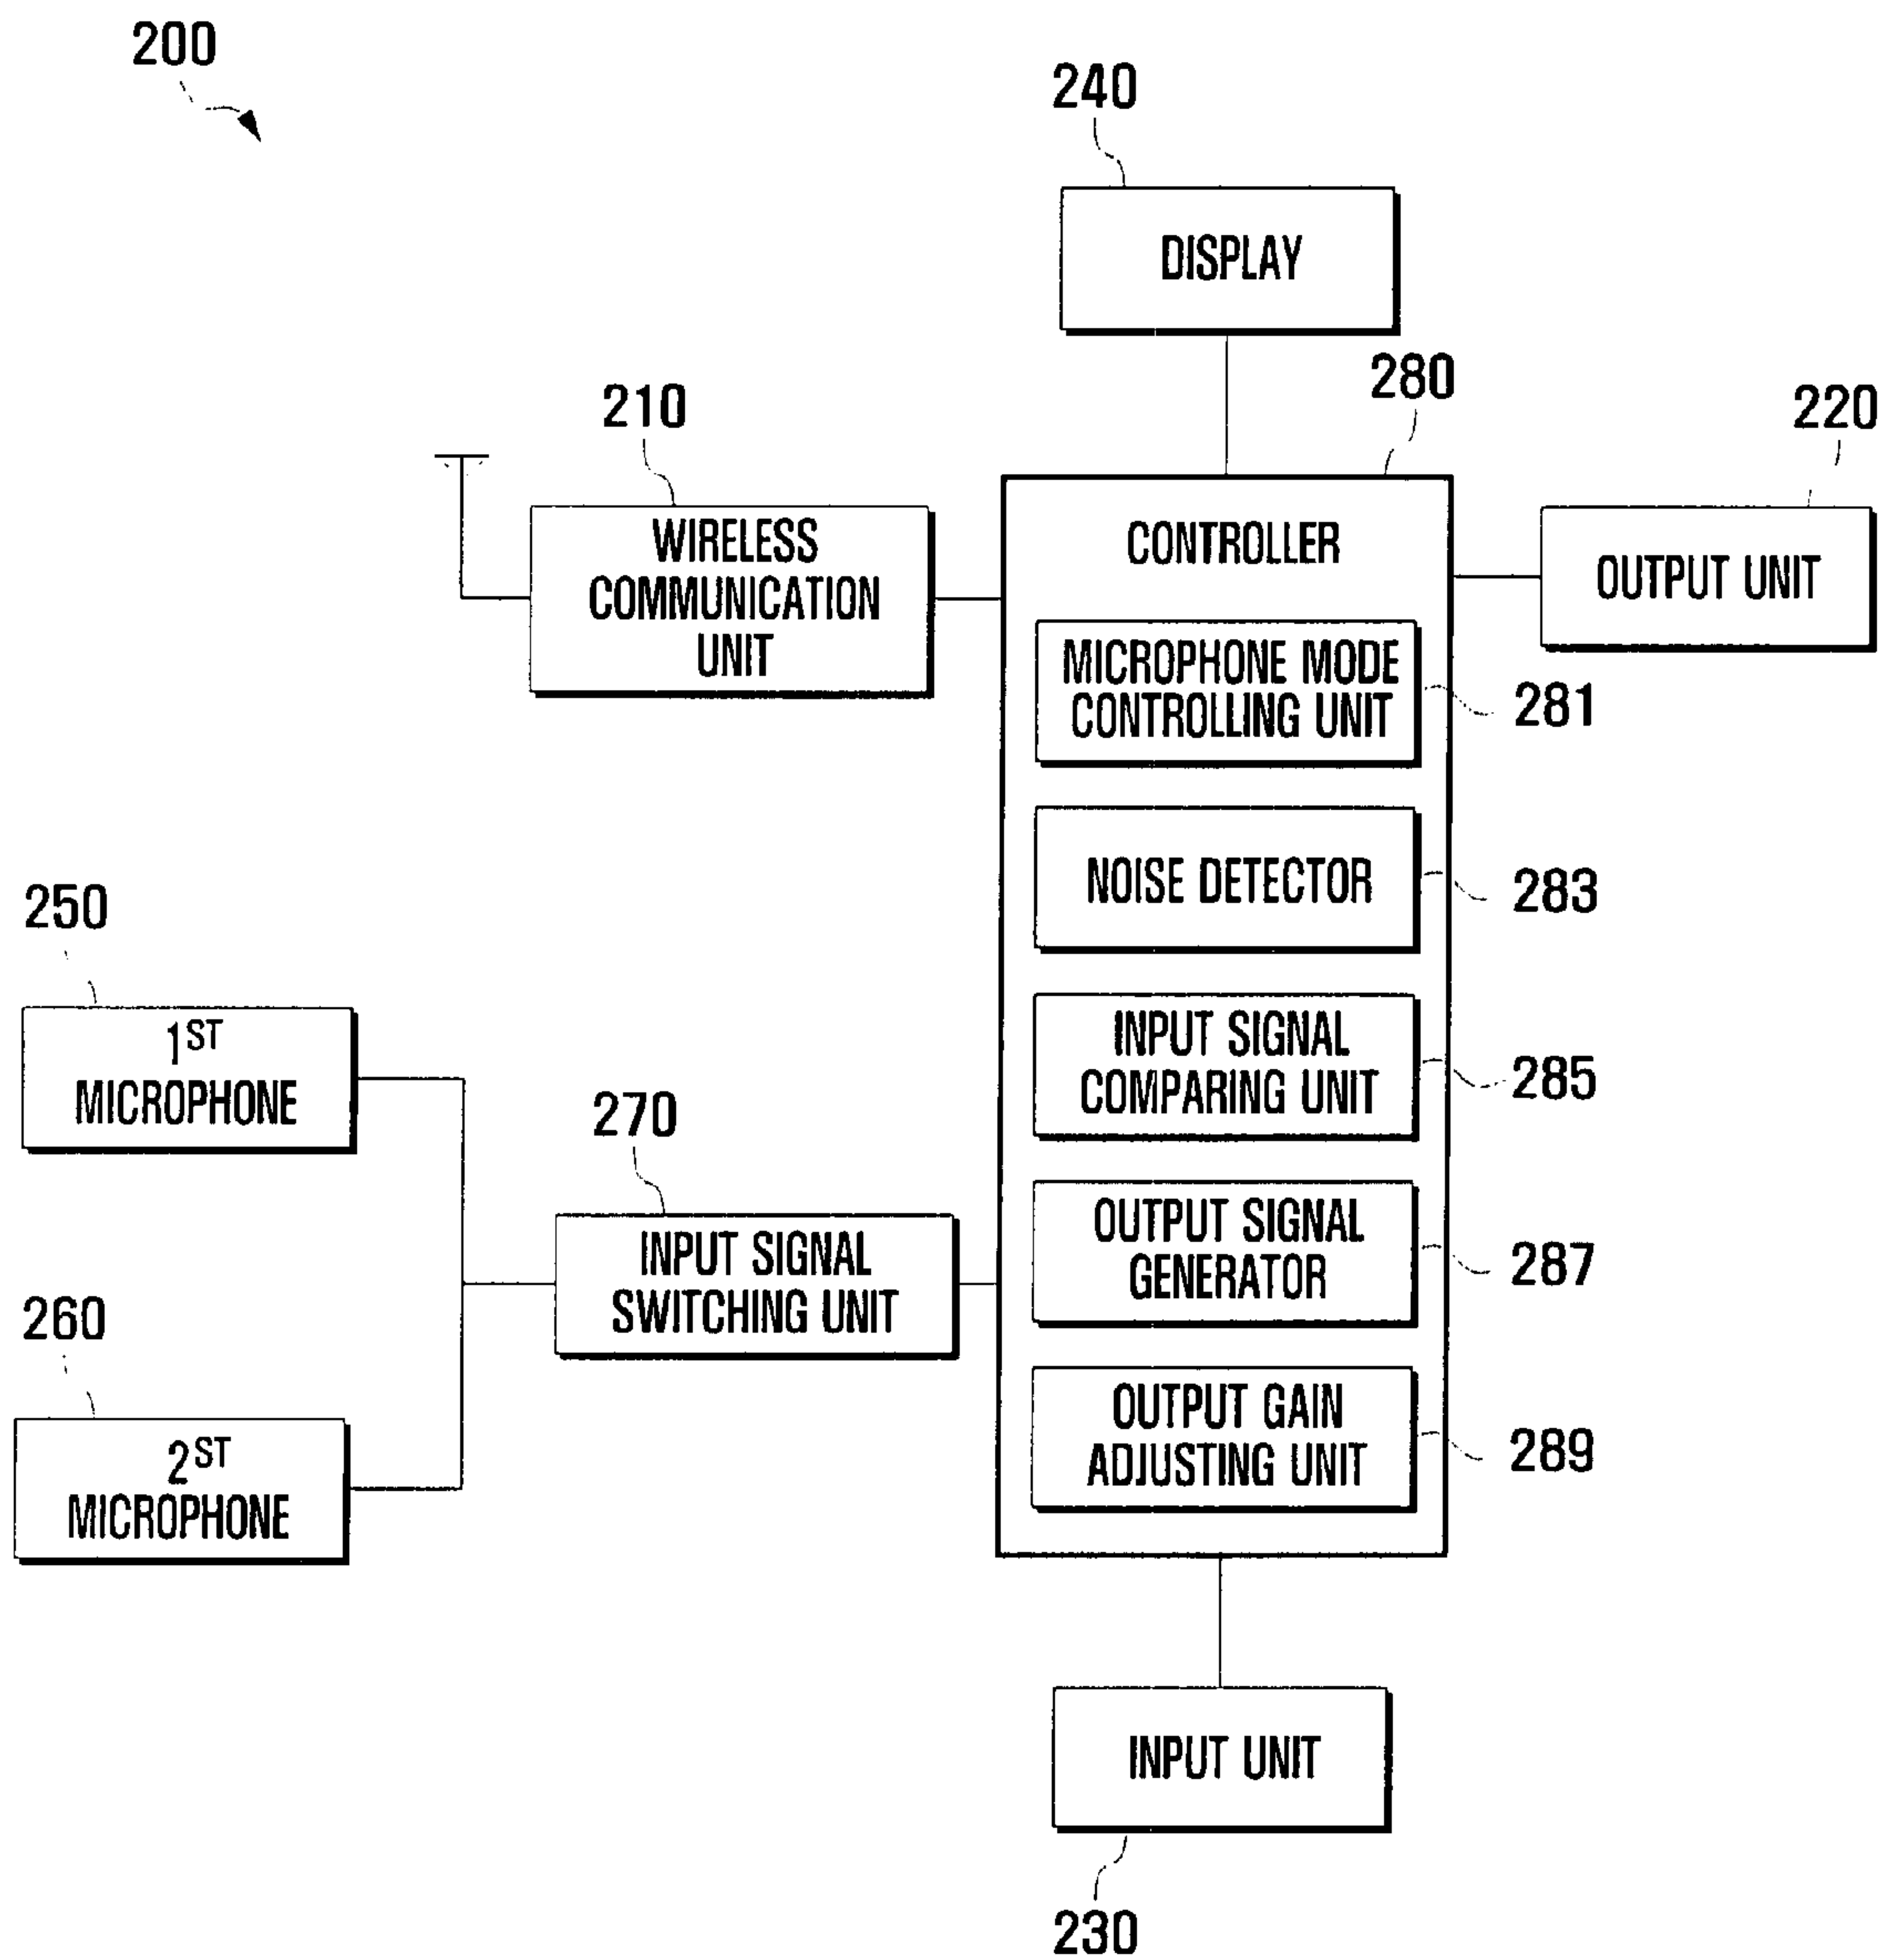 200
240
DISPLAY
210
280
220
WIRELESS
COMMUNICATION
UNIT
CONTROLLER
OUTPUT UNIT
MICROPHONE MODE
CONTROLLING UNIT
281
NOISE DETECTOR
283
250
1ST
MICROPHONE
INPUT SIGNAL
COMPARING UNIT
285
270
INPUT SIGNAL
SWITCHING UNIT
OUTPUT SIGNAL
GENERATOR
287
260
2ST
MICROPHONE
OUTPUT GAIN
ADJUSTING UNIT
289
INPUT UNIT
230